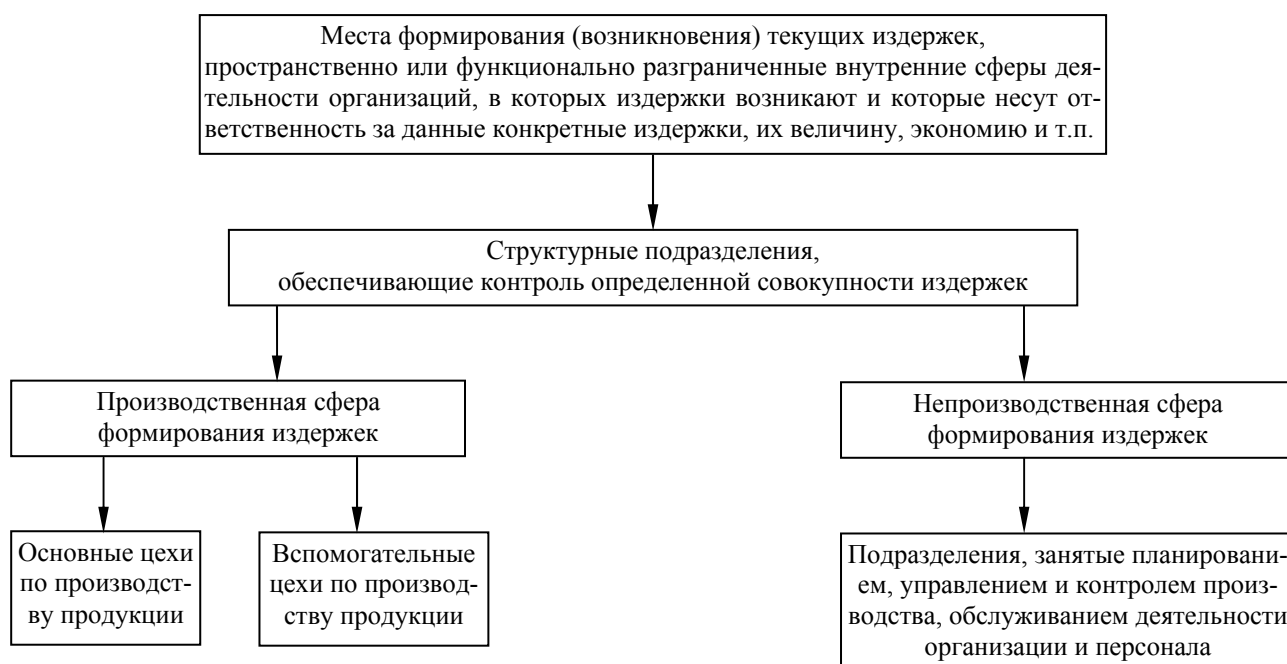 Места формирования (возникновения) текущих издержек,
пространственно или функционально разграниченные внутренние сферы дея-
тельности организаций, в которых издержки возникают и которые несут от-
ветственность за данные конкретные издержки, их величину, экономию и т.п.
Структурные подразделения,
обеспечивающие контроль определенной совокупности издержек
Производственная сфера
формирования издержек
Непроизводственная сфера
формирования издержек
Основные цехи
по производст-
ву продукции
Вспомогательные
цехи по производ-
ству продукции
Подразделения, занятые планировани-
ем, управлением и контролем произ-
водства, обслуживанием деятельности
организации и персонала